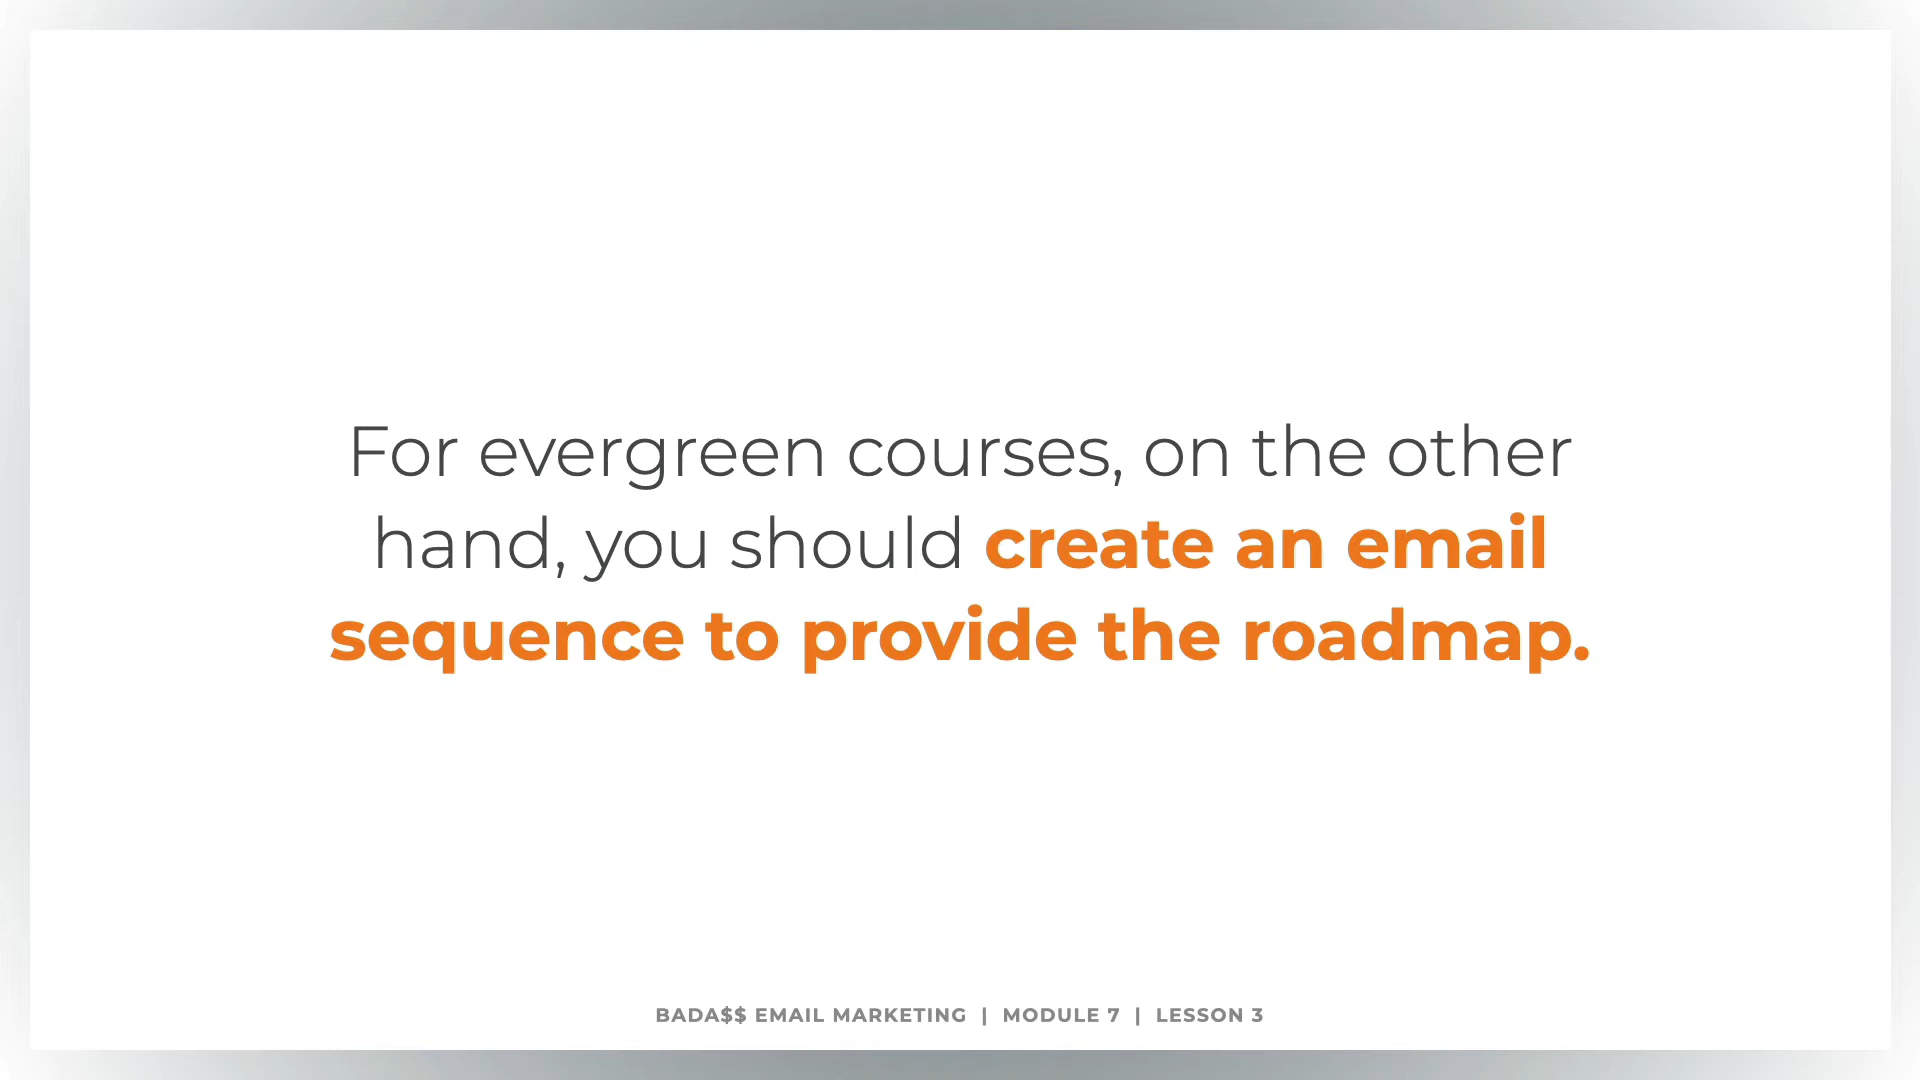 For evergreen courses, on the other
hand, you should create an email
sequence to provide the roadmap.
BADA$$ EMAIL MARKETING | MODULE 7 | LESSON 3